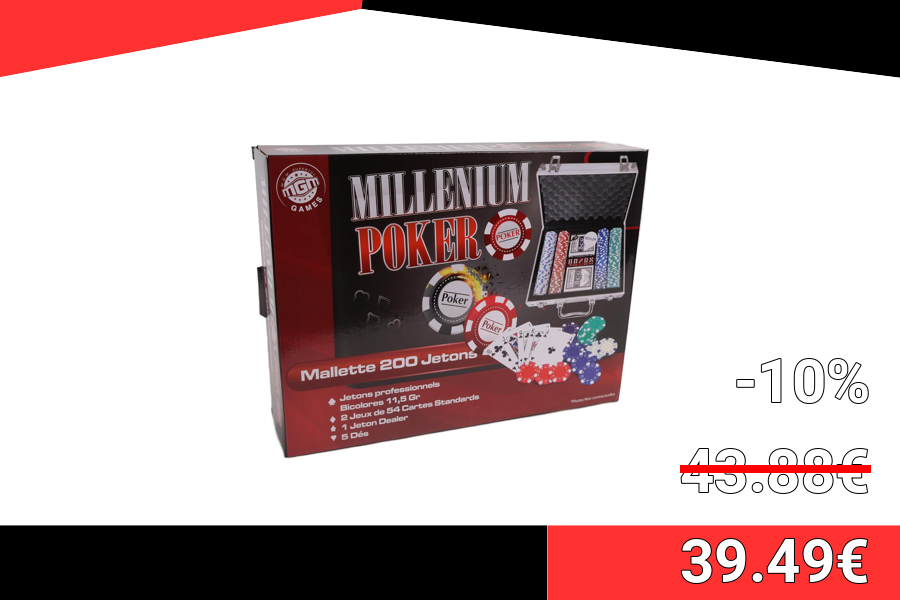 MGM
GAMES
MILLENIUM
POKER
POKER
Poker
Poker
Mallette 200 Jetons
Jetons professionnels
Bicolores 11,5 Gr
2 Jeux de 54 Cartes Standards
1 Jeton Dealer
5 Dés
-10%
43.88€
39.49€